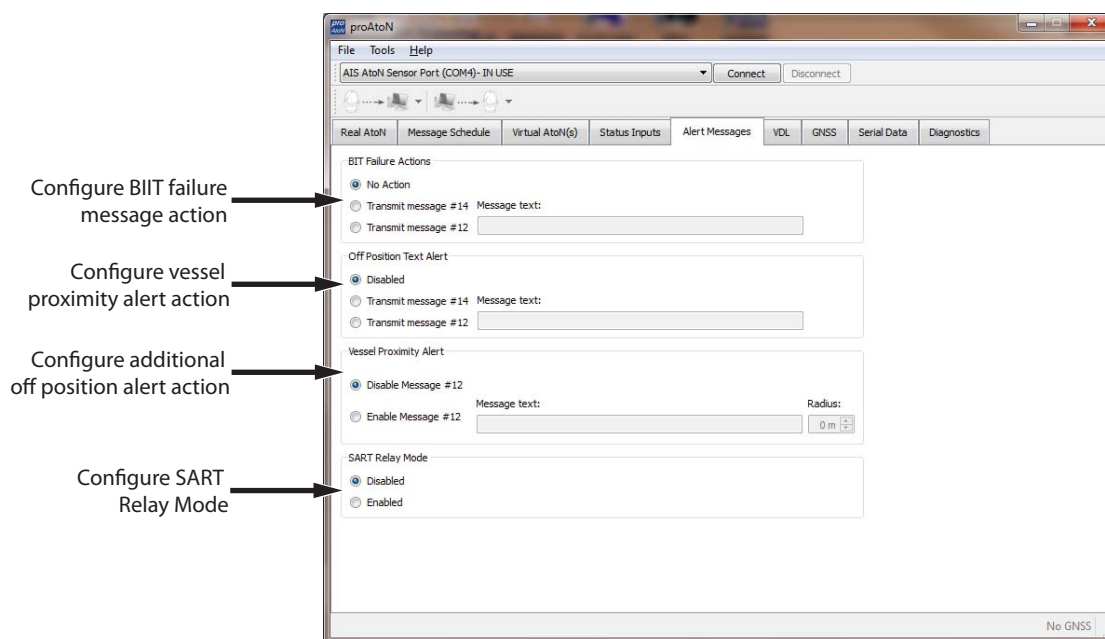 pro
AtoN
proAtoN
File Tools Help
AIS AtoN Sensor Port (COM4)- IN USE
Connect
Disconnect
Real AtoN
Message Schedule
Virtual AtoN(s)
Status Inputs
Alert Messages
VDL
GNSS
Serial Data
Diagnostics
Configure BIIT failure
message action
BIT Failure Actions
No Action
Transmit message #14 Message text:
Transmit message #12
Configure vessel
proximity alert action
Off Position Text Alert
Disabled
Transmit message #14 Message text:
Transmit message #12
Configure additional
off position alert action
Vessel Proximity Alert
Disable Message #12
Message text: Radius:
Enable Message #12 0 m
Configure SART
Relay Mode
SART Relay Mode
Disabled
Enabled
No GNSS